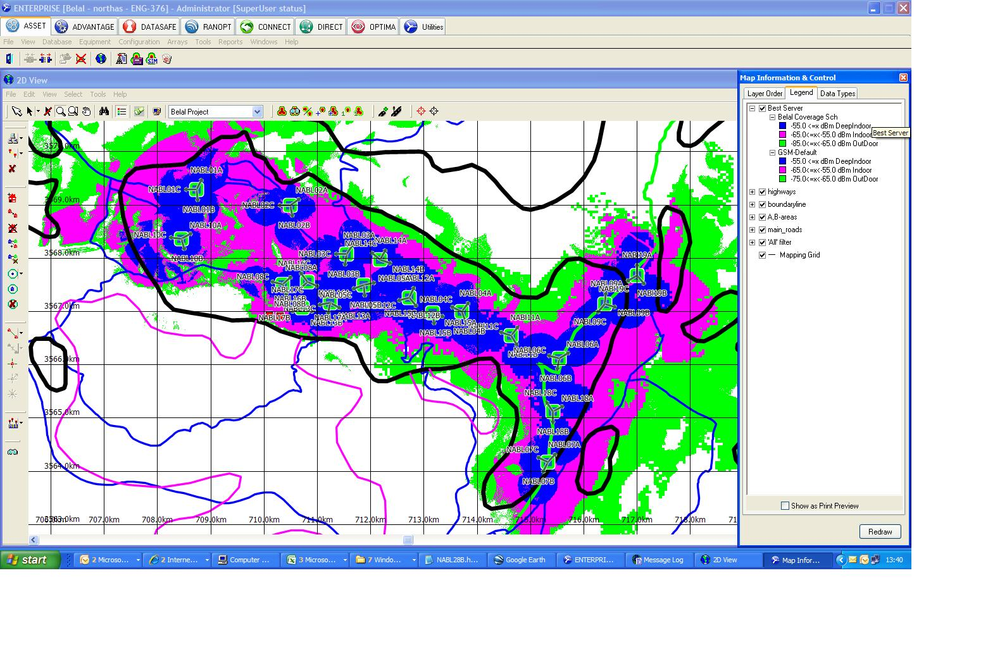 ENTERPRISE [Belal - northas - ENG-376] - Administrator [SuperUser status]
ASSET ADVANTAGE DATASAFE RANOPT CONNECT DIRECT OPTIMA Utilities
File View Database Equipment Configuration Arrays Tools Reports Windows Help
SIM
2D View
File Edit View Select Tools Help
Belal Project
3569.0km
3568.0km
3567.0km
3566.0km
3565.0km
3564.0km
3563.0km
707.0km 708.0km 709.0km 710.0km 711.0km 712.0km 713.0km 714.0km 715.0km 716.0km 717.0km 718.0km
NABL01A
NABL01C
NABL01B
NABL02A
NABL02C
NABL02B
NABL10A
NABL10C
NABL10B
NABL03A
NABL14C
NABL14A
NABL03C
NABL16C
NABL08A
NABL14B
NABL03B
NABL08C
NABL05A
NABL12A
NABL17C
NABL05C
NABL16B
NABL08B
NABL04C
NABL04A
NABL05B
NABL13C
NABL17B
NABL17A
NABL13A
NABL15C
NABL12B
NABL13B
NABL15A
NABL15B
NABL04B
NABL11C
NABL11A
NABL06C
NABL06A
NABL06B
NABL19A
NABL09A
NABL19C
NABL19B
NABL09B
NABL09C
NABL18C
NABL18A
NABL18B
NABL07A
NABL07C
NABL07B
Map Information & Control
Layer Order Legend Data Types
Best Server
Belal Coverage Sch
-55.0 <=x dBm DeepIndoor
-65.0<=x<-55.0 dBm Indoor
Best Server
-85.0<=x<-65.0 dBm OutDoor
GSM-Default
-55.0 <=x dBm DeepIndoor
-65.0<=x<-55.0 dBm Indoor
-75.0<=x<-65.0 dBm OutDoor
highways
boundaryline
A,B-areas
main_roads
'All' filter
Mapping Grid
Show as Print Preview
Redraw
start 2 Microso... 2 Interne... Computer ... 3 Microso... 7 Windo... NABL28B.h... Google Earth ENTERPRI... Message Log 2D View Map Infor... 13:40